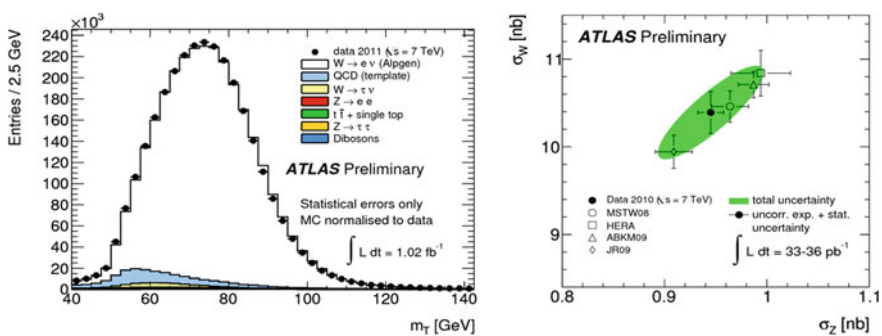 ×10³
Entries / 2.5 GeV
240
220
200
180
160
140
120
100
80
60
40
20
0
data 2011 (√s = 7 TeV)
W → e ν (Alpgen)
QCD (template)
W → τ ν
Z → e e
t t̄ + single top
Z → τ τ
Dibosons
ATLAS Preliminary
Statistical errors only
MC normalised to data
∫ L dt = 1.02 fb⁻¹
40 60 80 100 120 140
m_T [GeV]
σ_W [nb]
ATLAS Preliminary
11
10
9
Data 2010 (√s = 7 TeV)
MSTW08
HERA
ABKM09
JR09
total uncertainty
uncorr. exp. + stat.
uncertainty
∫ L dt = 33-36 pb⁻¹
0.8 0.9 1 1.1
σ_Z [nb]